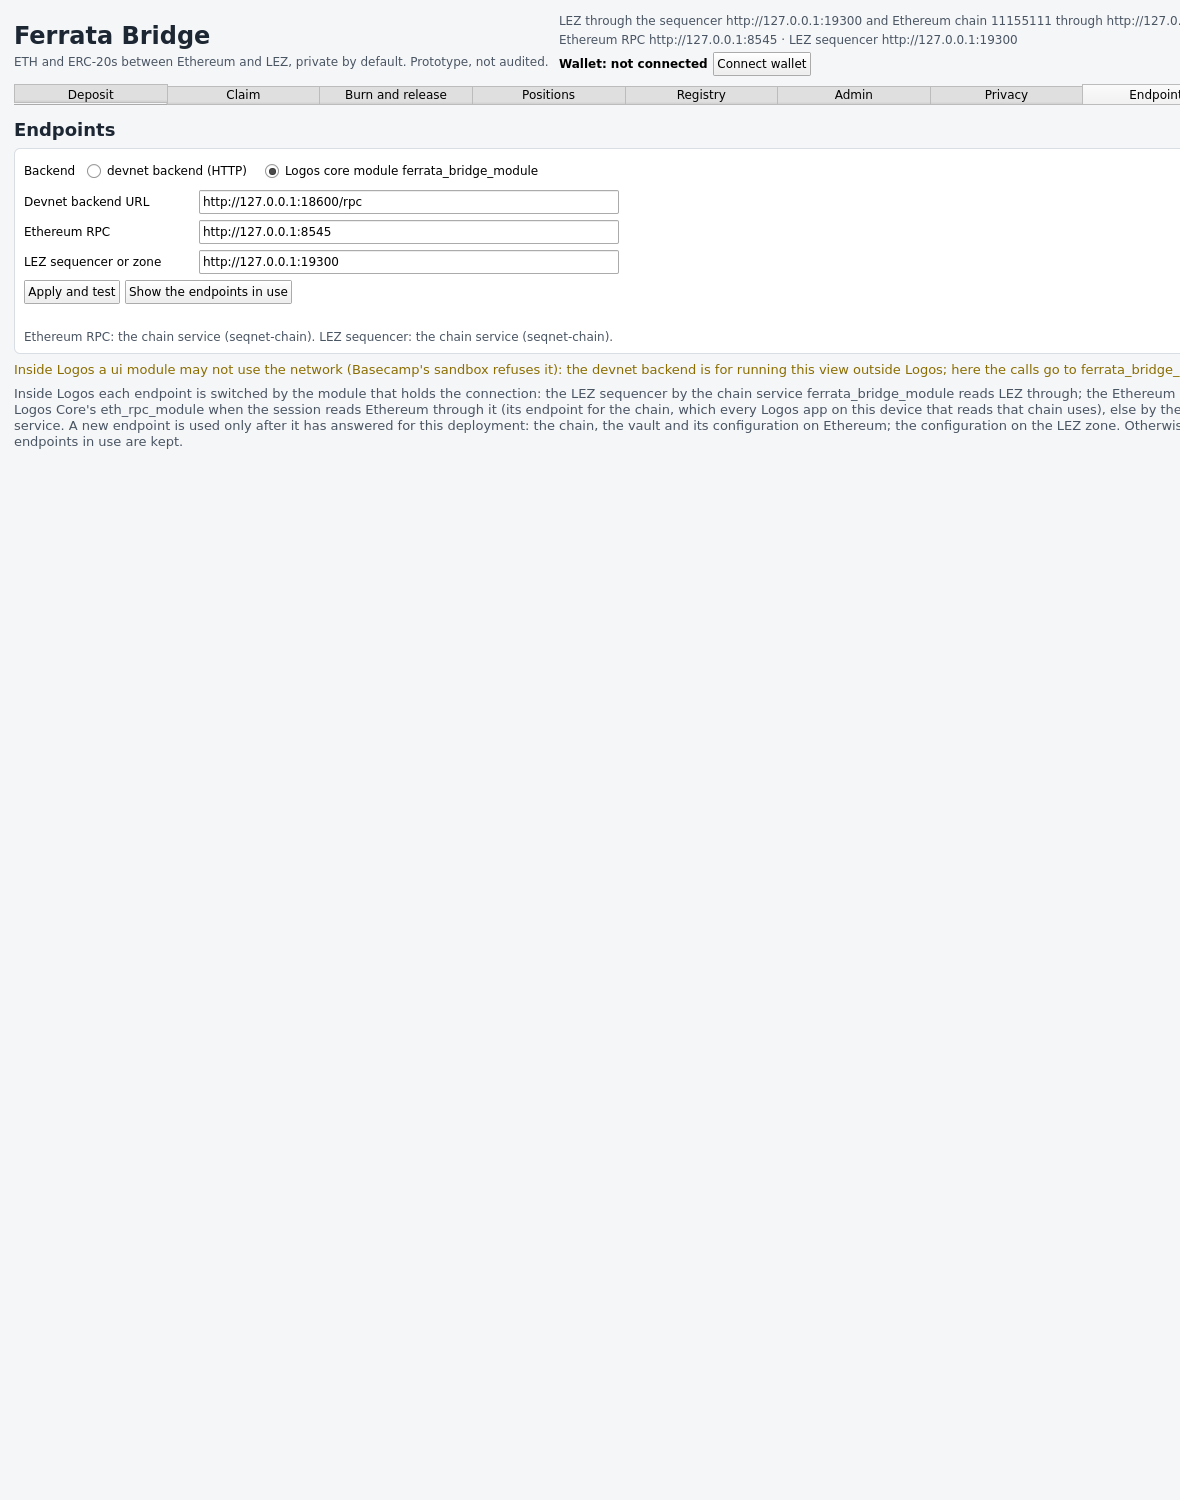 Ferrata Bridge
ETH and ERC-20s between Ethereum and LEZ, private by default. Prototype, not audited.
LEZ through the sequencer http://127.0.0.1:19300 and Ethereum chain 11155111 through http://127.0.
Ethereum RPC http://127.0.0.1:8545 · LEZ sequencer http://127.0.0.1:19300
Wallet: not connected Connect wallet
Deposit Claim Burn and release Positions Registry Admin Privacy Endpoint
Endpoints
Backend devnet backend (HTTP) Logos core module ferrata_bridge_module
Devnet backend URL http://127.0.0.1:18600/rpc
Ethereum RPC http://127.0.0.1:8545
LEZ sequencer or zone http://127.0.0.1:19300
Apply and test Show the endpoints in use
Ethereum RPC: the chain service (seqnet-chain). LEZ sequencer: the chain service (seqnet-chain).
Inside Logos a ui module may not use the network (Basecamp's sandbox refuses it): the devnet backend is for running this view outside Logos; here the calls go to ferrata_bridge_
Inside Logos each endpoint is switched by the module that holds the connection: the LEZ sequencer by the chain service ferrata_bridge_module reads LEZ through; the Ethereum
Logos Core's eth_rpc_module when the session reads Ethereum through it (its endpoint for the chain, which every Logos app on this device that reads that chain uses), else by the
service. A new endpoint is used only after it has answered for this deployment: the chain, the vault and its configuration on Ethereum; the configuration on the LEZ zone. Otherwis
endpoints in use are kept.